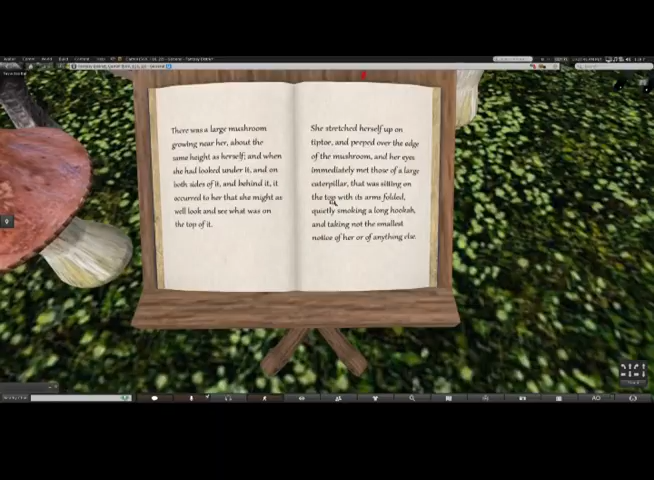 There was a large mushroom
growing near her, about the
same height as herself; and when
she had looked under it, and on
both sides of it, and behind it, it
occurred to her that she might as
well look and see what was on
the top of it.
She stretched herself up on
tiptoe, and peeped over the edge
of the mushroom, and her eyes
immediately met those of a large
caterpillar, that was sitting on
the top with its arms folded,
quietly smoking a long hookah,
and taking not the smallest
notice of her or of anything else.